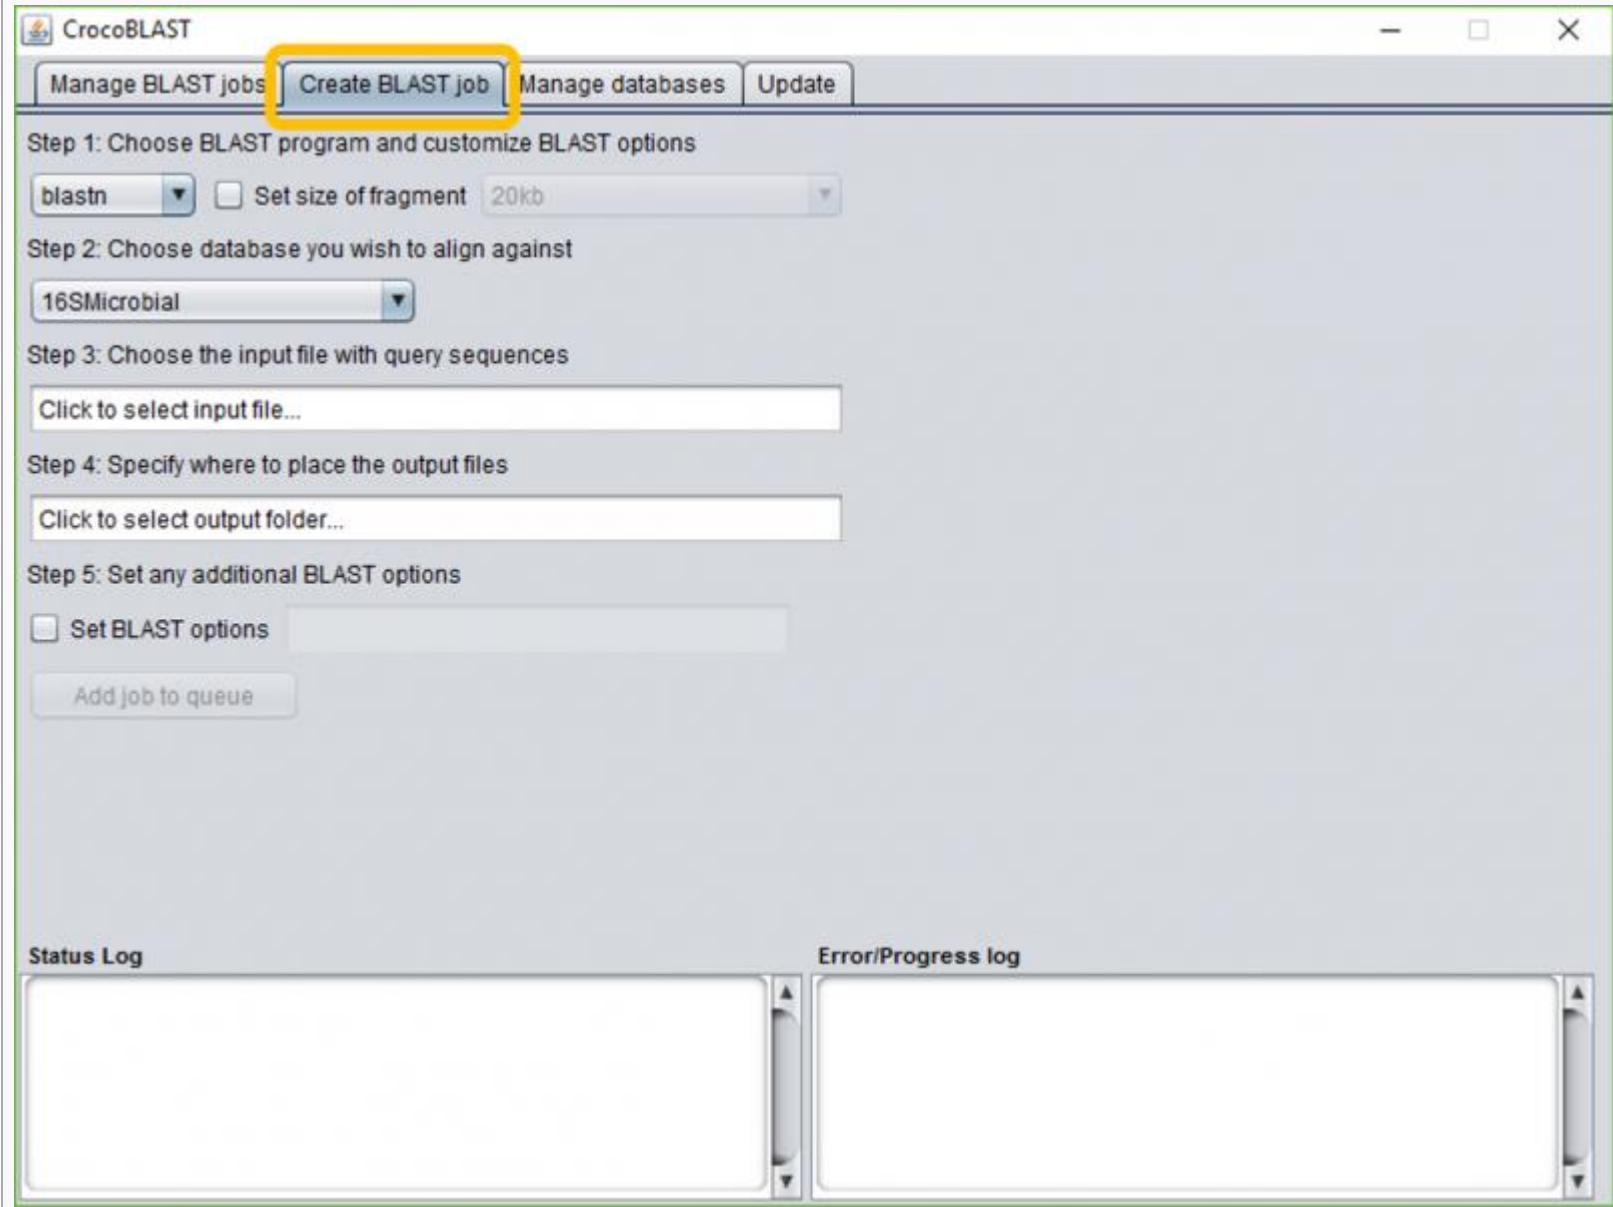 CrocoBLAST
Manage BLAST jobs Create BLAST job Manage databases Update
Step 1: Choose BLAST program and customize BLAST options
blastn Set size of fragment 20kb
Step 2: Choose database you wish to align against
16SMicrobial
Step 3: Choose the input file with query sequences
Click to select input file...
Step 4: Specify where to place the output files
Click to select output folder...
Step 5: Set any additional BLAST options
Set BLAST options
Add job to queue
Status Log Error/Progress log